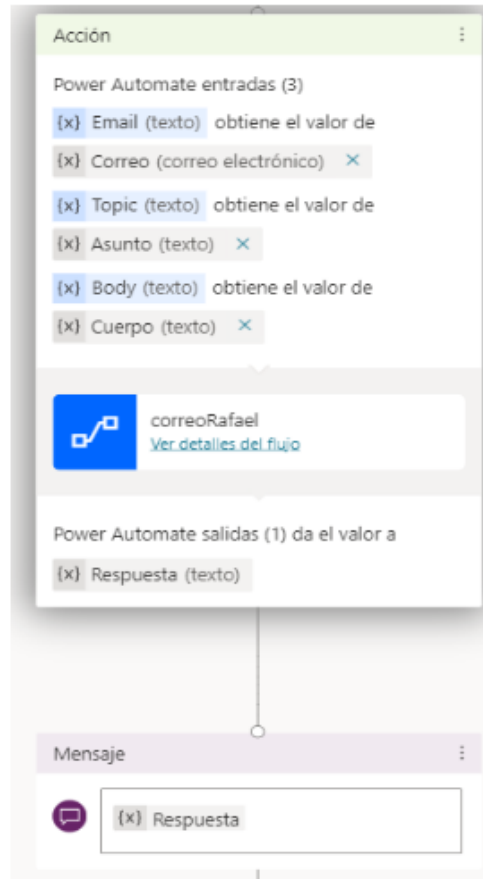 Acción
Power Automate entradas (3)
{x} Email (texto) obtiene el valor de
{x} Correo (correo electrónico) ×
{x} Topic (texto) obtiene el valor de
{x} Asunto (texto) ×
{x} Body (texto) obtiene el valor de
{x} Cuerpo (texto) ×
correoRafael
Ver detalles del flujo
Power Automate salidas (1) da el valor a
{x} Respuesta (texto)
Mensaje
{x} Respuesta